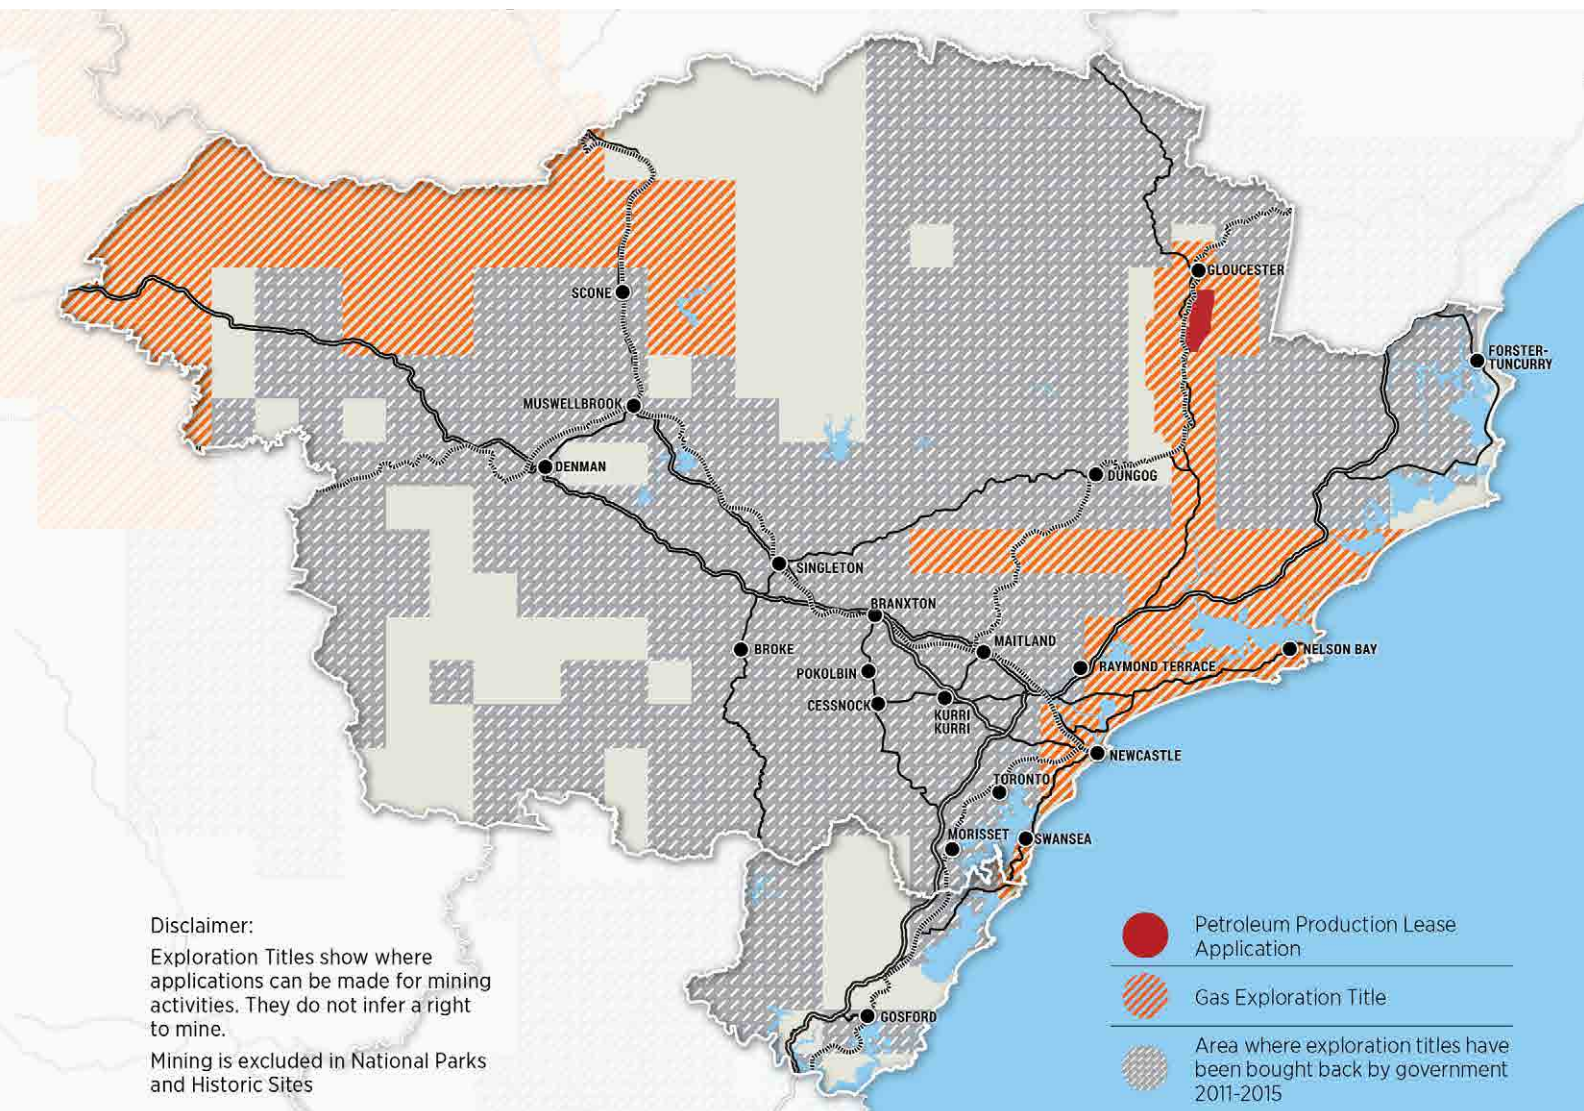 GLOUCESTER
SCONE
FORSTER-
TUNCURRY
MUSWELLBROOK
DENMAN
DUNGOG
SINGLETON
BRANXTON
MAITLAND
BROKE
NELSON BAY
RAYMOND TERRACE
POKOLBIN
CESSNOCK
KURRI
KURRI
NEWCASTLE
TORONTO
MORISSET
SWANSEA
GOSFORD
Disclaimer:
Exploration Titles show where
applications can be made for mining
activities. They do not infer a right
to mine.
Mining is excluded in National Parks
and Historic Sites
Petroleum Production Lease
Application
Gas Exploration Title
Area where exploration titles have
been bought back by government
2011-2015